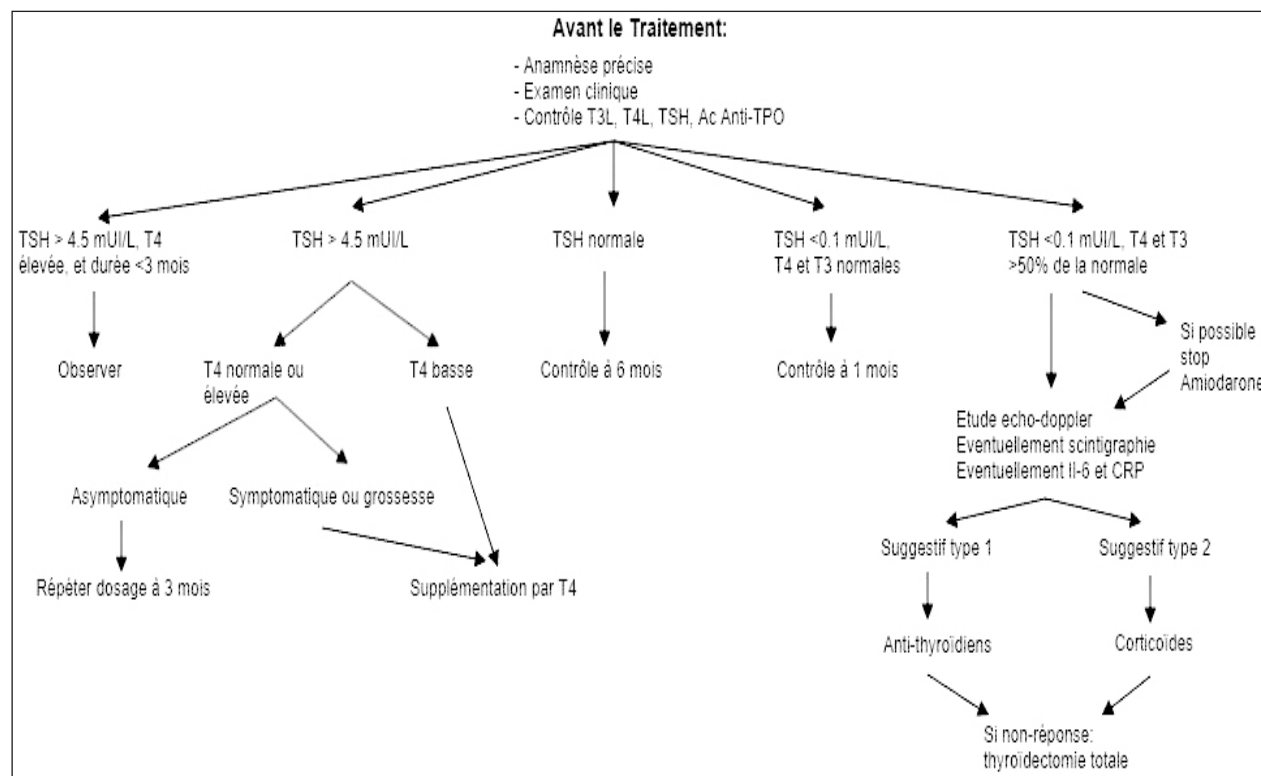 Avant le Traitement:
- Anamnèse précise
- Examen clinique
- Contrôle T3L, T4L, TSH, Ac Anti-TPO
TSH > 4.5 mUI/L, T4
élevée, et durée <3 mois
TSH > 4.5 mUI/L
TSH normale
TSH <0.1 mUI/L,
T4 et T3 normales
TSH <0.1 mUI/L, T4 et T3
>50% de la normale
Si possible
stop
Amiodarone
Observer
T4 normale ou
élevée
T4 basse
Contrôle à 6 mois
Contrôle à 1 mois
Etude echo-doppler
Eventuellement scintigraphie
Eventuellement Il-6 et CRP
Asymptomatique
Symptomatique ou grossesse
Suggestif type 1
Suggestif type 2
Répéter dosage à 3 mois
Supplémentation par T4
Anti-thyroïdiens
Corticoïdes
Si non-réponse:
thyroïdectomie totale